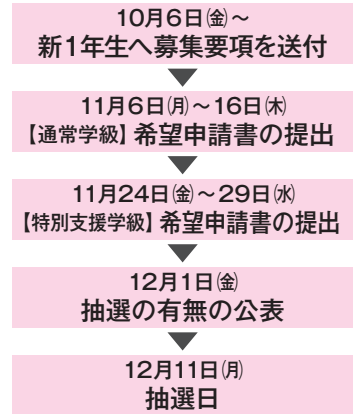 10月6日㈮～
新1年生へ募集要項を送付
11月6日㈪～16日㈭
【通常学級】希望申請書の提出
11月24日㈮～29日㈬
【特別支援学級】希望申請書の提出
12月1日㈮
抽選の有無の公表
12月11日㈪
抽選日